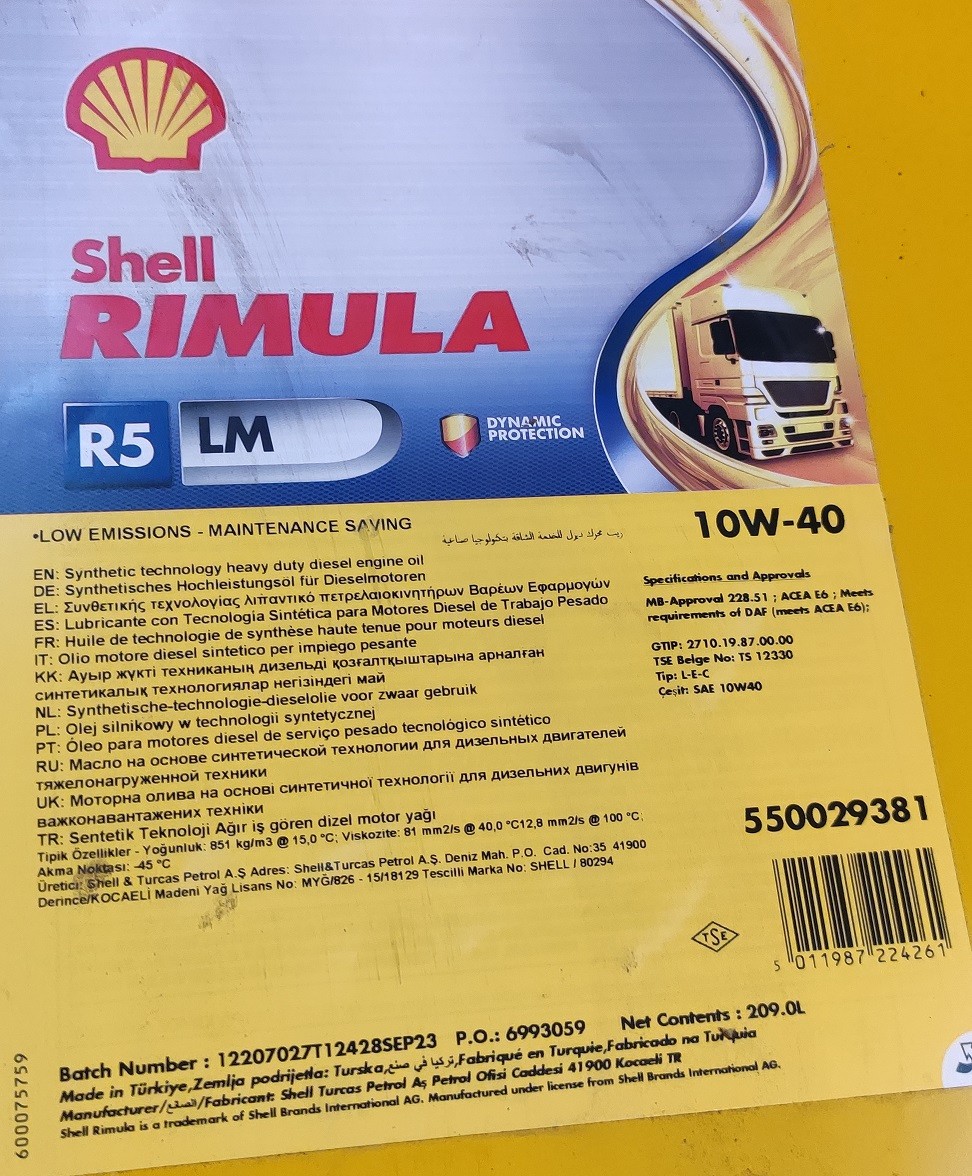 Shell
RIMULA
R5 LM
DYNAMIC
PROTECTION
•LOW EMISSIONS - MAINTENANCE SAVING
10W-40
زيت محرك ديزل للخدمة الشاقة بتكنولوجيا صناعية
EN: Synthetic technology heavy duty diesel engine oil
DE: Synthetisches Hochleistungsöl für Dieselmotoren
EL: Συνθετικής τεχνολογίας λιπαντικό πετρελαιοκινητήρων Βαρέων Εφαρμογών
ES: Lubricante con Tecnología Sintética para Motores Diesel de Trabajo Pesado
FR: Huile de technologie de synthèse haute tenue pour moteurs diesel
IT: Olio motore diesel sintetico per impiego pesante
KK: Ауыр жүкті техниканың дизельді қозғалтқыштарына арналған
синтетикалық технологиялар негізіндегі май
NL: Synthetische-technologie-dieselolie voor zwaar gebruik
PL: Olej silnikowy w technologii syntetycznej
PT: Óleo para motores diesel de serviço pesado tecnológico sintético
RU: Масло на основе синтетической технологии для дизельных двигателей
тяжелонагруженной техники
UK: Моторна олива на основі синтетичної технології для дизельних двигунів
важконавантажених техніки
TR: Sentetik Teknoloji Ağır iş gören dizel motor yağı
Tipik Özellikler - Yoğunluk: 851 kg/m3 @ 15,0 °C; Viskozite: 81 mm2/s @ 40,0 °C12,8 mm2/s @ 100 °C;
Akma Noktası: -45 °C
Üretici: Shell & Turcas Petrol A.Ş Adres: Shell&Turcas Petrol A.Ş. Deniz Mah. P.O. Cad. No:35 41900
Derince/KOCAELİ Madeni Yağ Lisans No: MYĞ/826 - 15/18129 Tescilli Marka No: SHELL / 80294
Specifications and Approvals
MB-Approval 228.51 ; ACEA E6 ; Meets
requirements of DAF (meets ACEA E6);
GTIP: 2710.19.87.00.00
TSE Belge No: TS 12330
Tip: L-E-C
Çeşit: SAE 10W40
550029381
TSE
5 011987 224261
Batch Number : 12207027T12428SEP23 P.O.: 6993059 Net Contents : 209.0L
Made in Türkiye,Zemlja podrijetla: Turska,تركيا في صنع,Fabriqué en Turquie,Fabricado na Turquia
Manufacturer/الصانع/Fabricant: Shell Turcas Petrol Aş Petrol Ofisi Caddesi 41900 Kocaeli TR
Shell Rimula is a trademark of Shell Brands International AG. Manufactured under license from Shell Brands International AG.
600075759